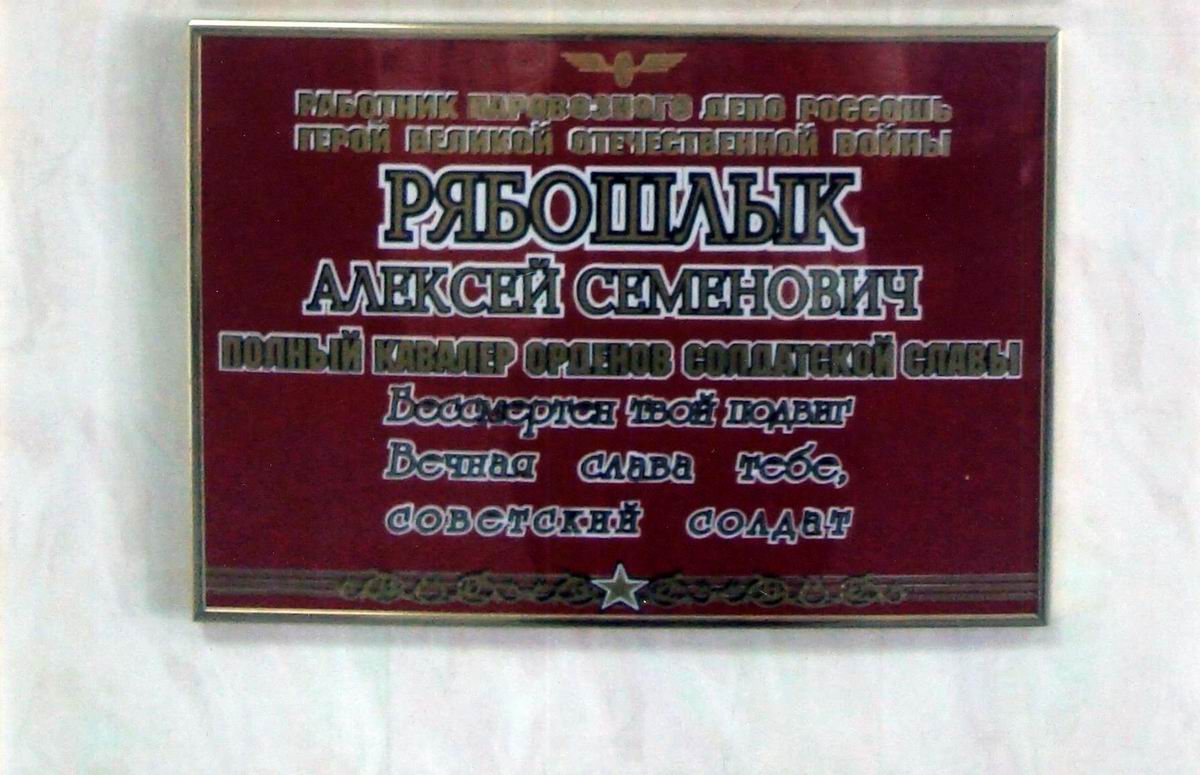 РАБОТНИК ПАРОВОЗНОГО ДЕПО РОССОШЬ
ГЕРОЙ ВЕЛИКОЙ ОТЕЧЕСТВЕННОЙ ВОЙНЫ
РЯБОШЛЫК
АЛЕКСЕЙ СЕМЕНОВИЧ
ПОЛНЫЙ КАВАЛЕР ОРДЕНОВ СОЛДАТСКОЙ СЛАВЫ
Бессмертен твой подвиг
Вечная слава тебе,
советский солдат